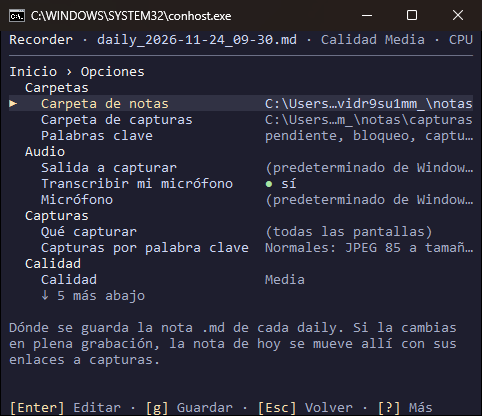 C:\WINDOWS\SYSTEM32\conhost.exe
Recorder · daily_2026-11-24_09-30.md · Calidad Media · CPU
Inicio › Opciones
Carpetas
► Carpeta de notas C:\Users…vidr9su1mm_\notas
Carpeta de capturas C:\Users…m_\notas\capturas
Palabras clave pendiente, bloqueo, captu…
Audio
Salida a capturar (predeterminado de Window…
Transcribir mi micrófono ● sí
Micrófono (predeterminado de Window…
Capturas
Qué capturar (todas las pantallas)
Capturas por palabra clave Normales: JPEG 85 a tamañ…
Calidad
Calidad Media
↓ 5 más abajo
Dónde se guarda la nota .md de cada daily. Si la cambias
en plena grabación, la nota de hoy se mueve allí con sus
enlaces a capturas.
[Enter] Editar · [g] Guardar · [Esc] Volver · [?] Más